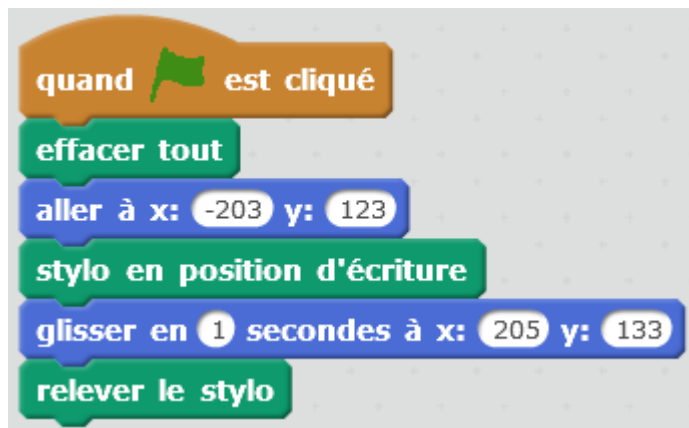 quand est cliqué
effacer tout
aller à x: -203 y: 123
stylo en position d'écriture
glisser en 1 secondes à x: 205 y: 133
relever le stylo